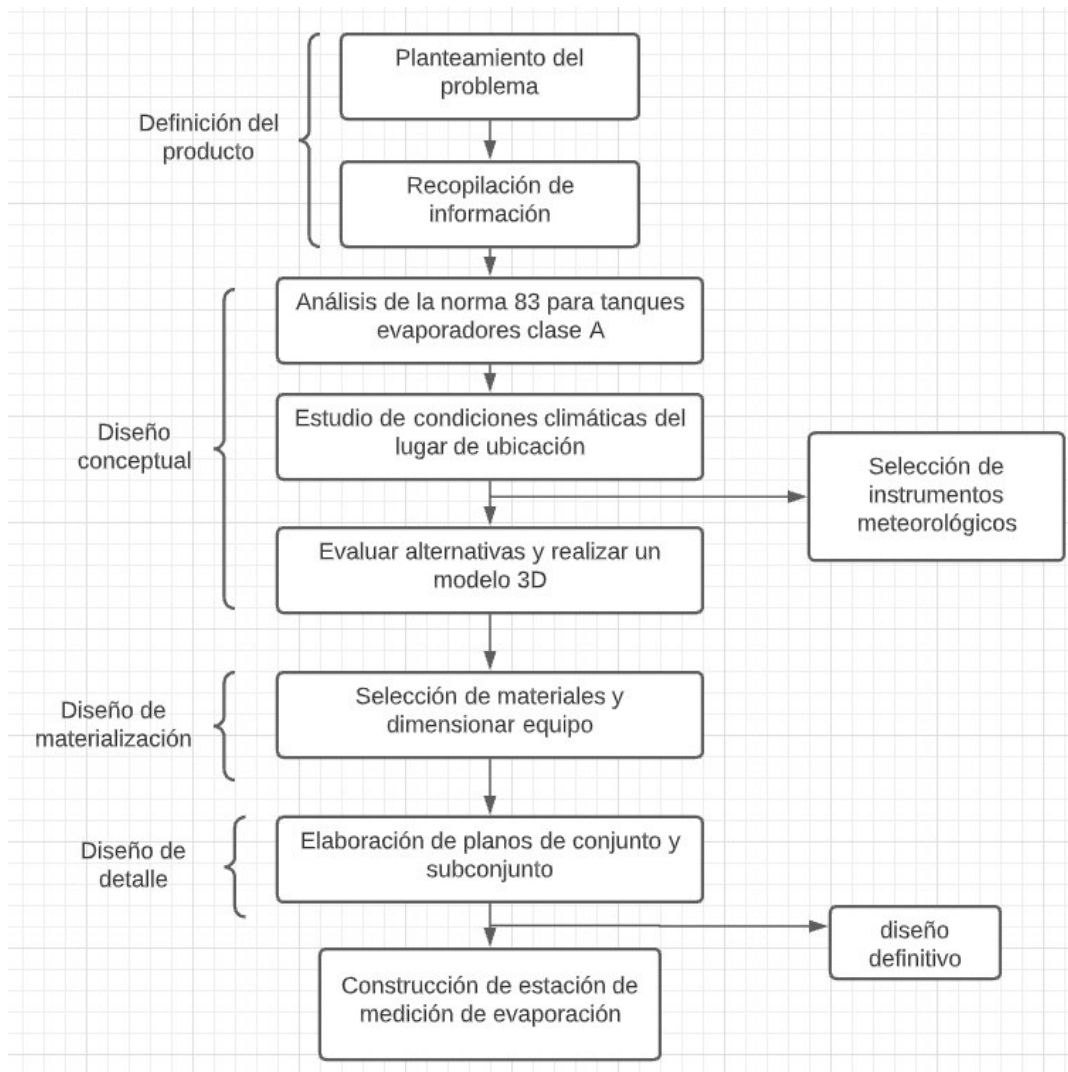 Planteamiento del
problema
Definición del
producto
Recopilación de
información
Análisis de la norma 83 para tanques
evaporadores clase A
Estudio de condiciones climáticas del
lugar de ubicación
Diseño
conceptual
Selección de
instrumentos
meteorológicos
Evaluar alternativas y realizar un
modelo 3D
Selección de materiales y
dimensionar equipo
Diseño de
materialización
Elaboración de planos de conjunto y
subconjunto
Diseño de
detalle
diseño
definitivo
Construcción de estación de
medición de evaporación